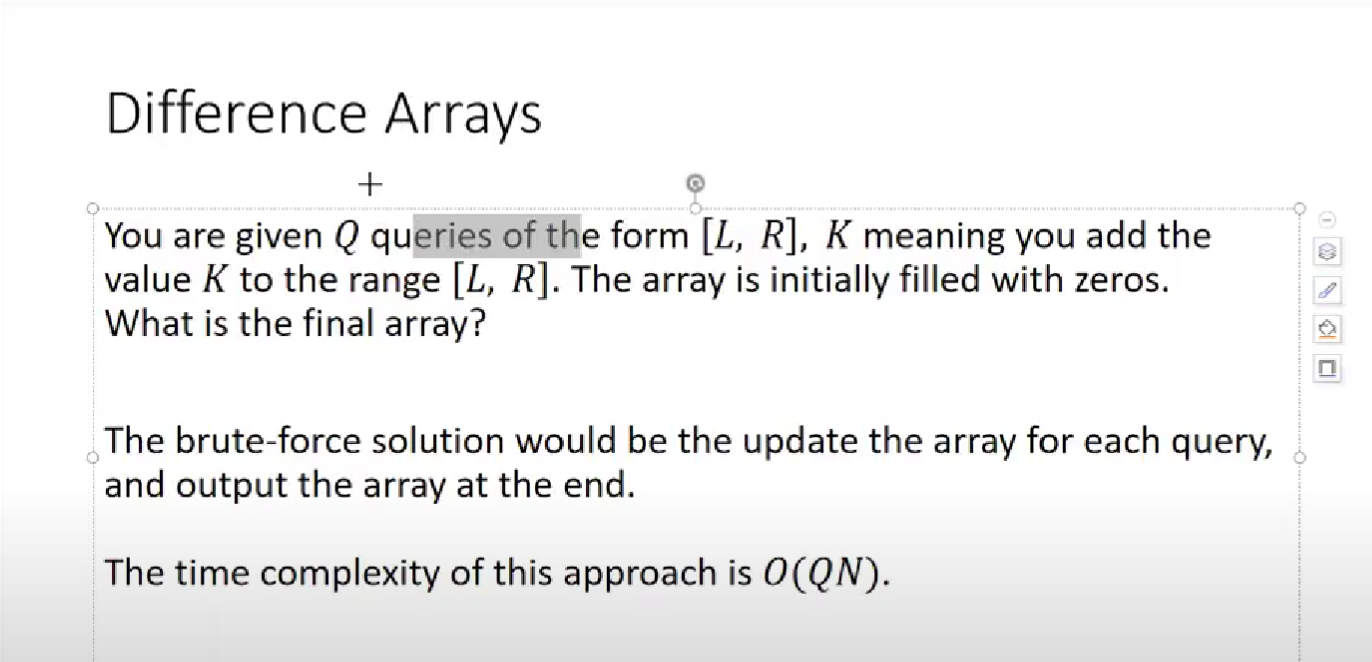 Difference Arrays
You are given Q queries of the form [L, R], K meaning you add the
value K to the range [L, R]. The array is initially filled with zeros.
What is the final array?
The brute-force solution would be the update the array for each query,
and output the array at the end.
The time complexity of this approach is O(QN).